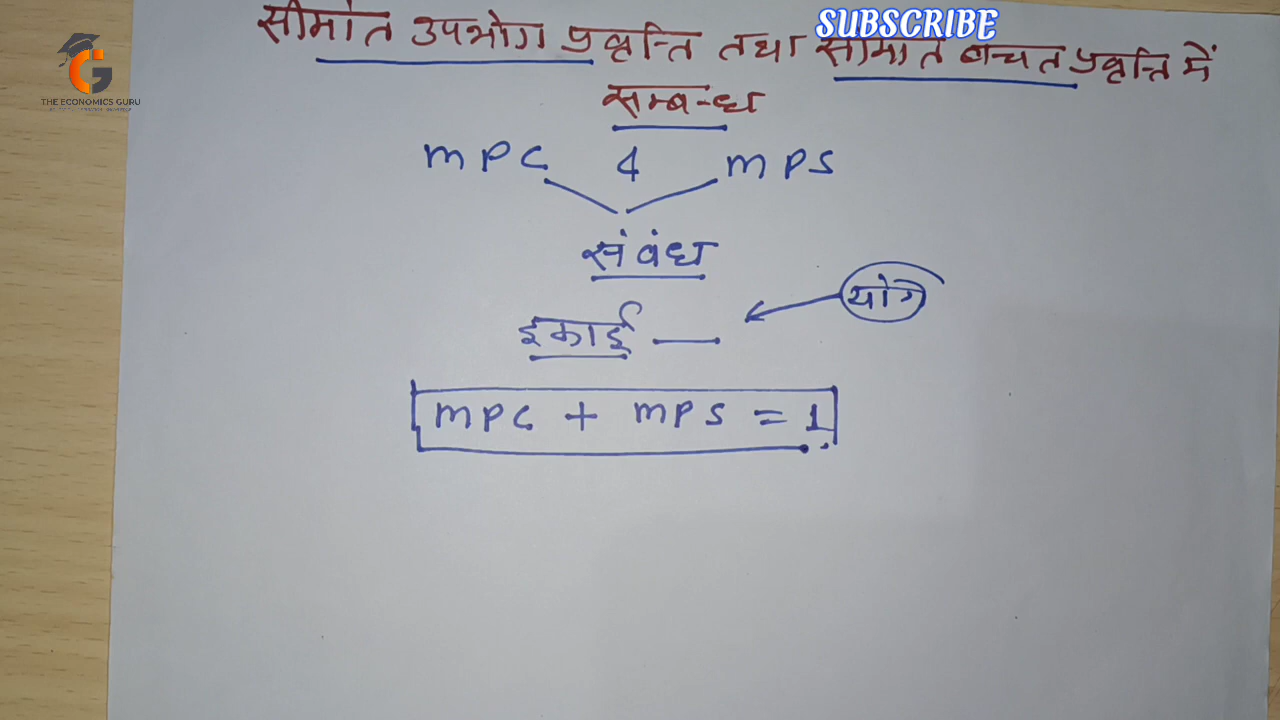 SUBSCRIBE
सीमांत उपभोग प्रवृत्ति तथा सीमांत बचत प्रवृत्ति में
सम्बन्ध
THE ECONOMICS GURU
MPC 4 MPS
संबंध
योग
इकाई —
MPC + MPS = 1